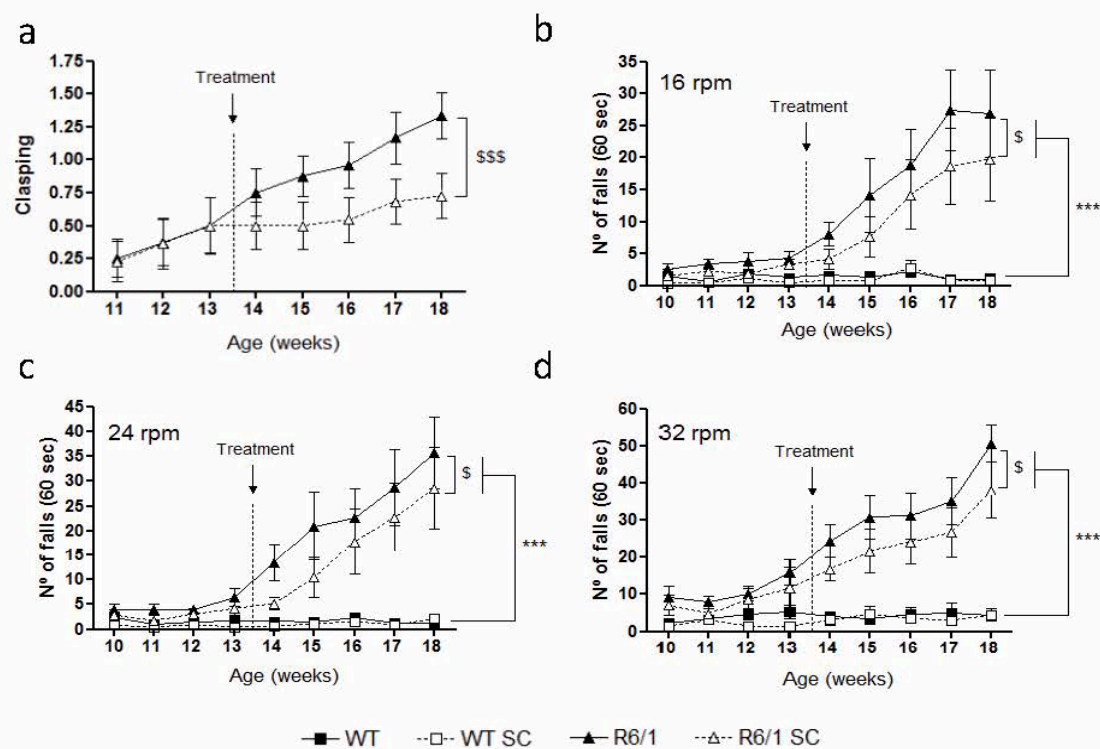 a
1.75
1.50
1.25
1.00
0.75
0.50
0.25
0.00
Clasping
Treatment
$$$
11 12 13 14 15 16 17 18
Age (weeks)
b
16 rpm
35
30
25
20
15
10
5
0
Nº of falls (60 sec)
Treatment
$
***
10 11 12 13 14 15 16 17 18
Age (weeks)
c
24 rpm
45
40
35
30
25
20
15
10
5
0
Nº of falls (60 sec)
Treatment
$
***
10 11 12 13 14 15 16 17 18
Age (weeks)
d
32 rpm
60
50
40
30
20
10
0
Nº of falls (60 sec)
Treatment
$
***
10 11 12 13 14 15 16 17 18
Age (weeks)
WT WT SC R6/1 R6/1 SC